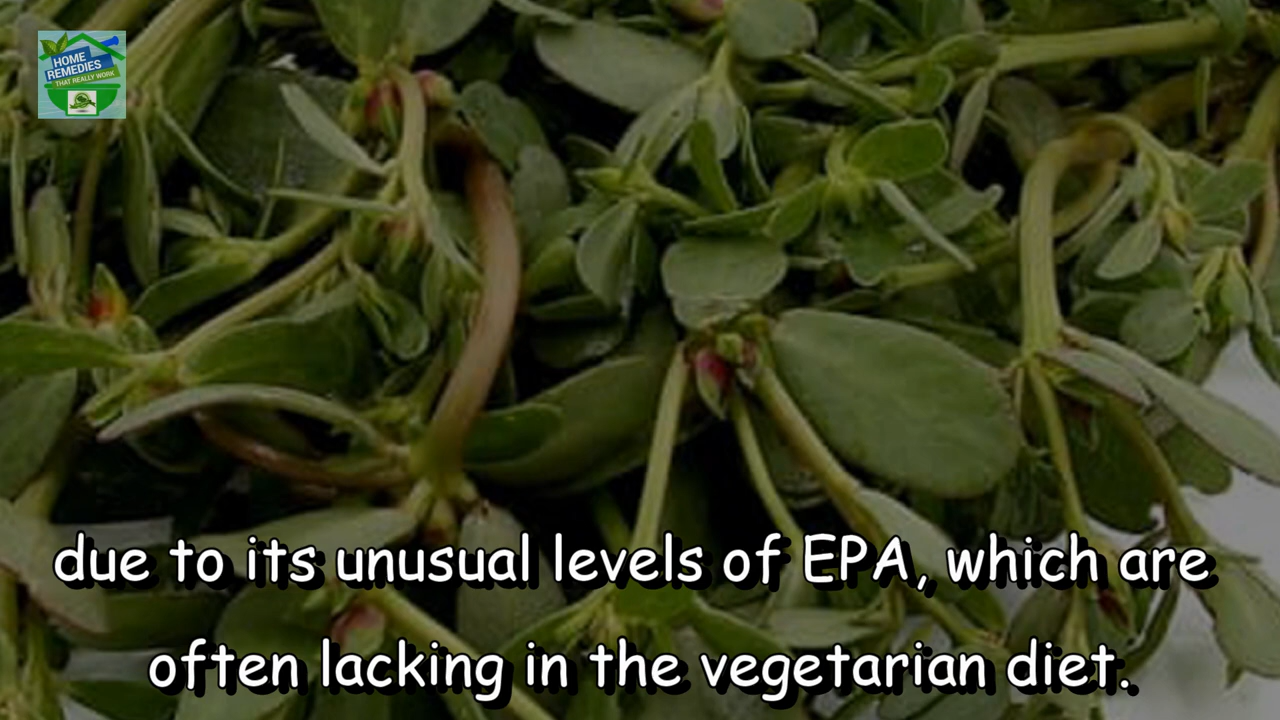 HOME
REMEDIES
THAT REALLY WORK
due to its unusual levels of EPA, which are
often lacking in the vegetarian diet.